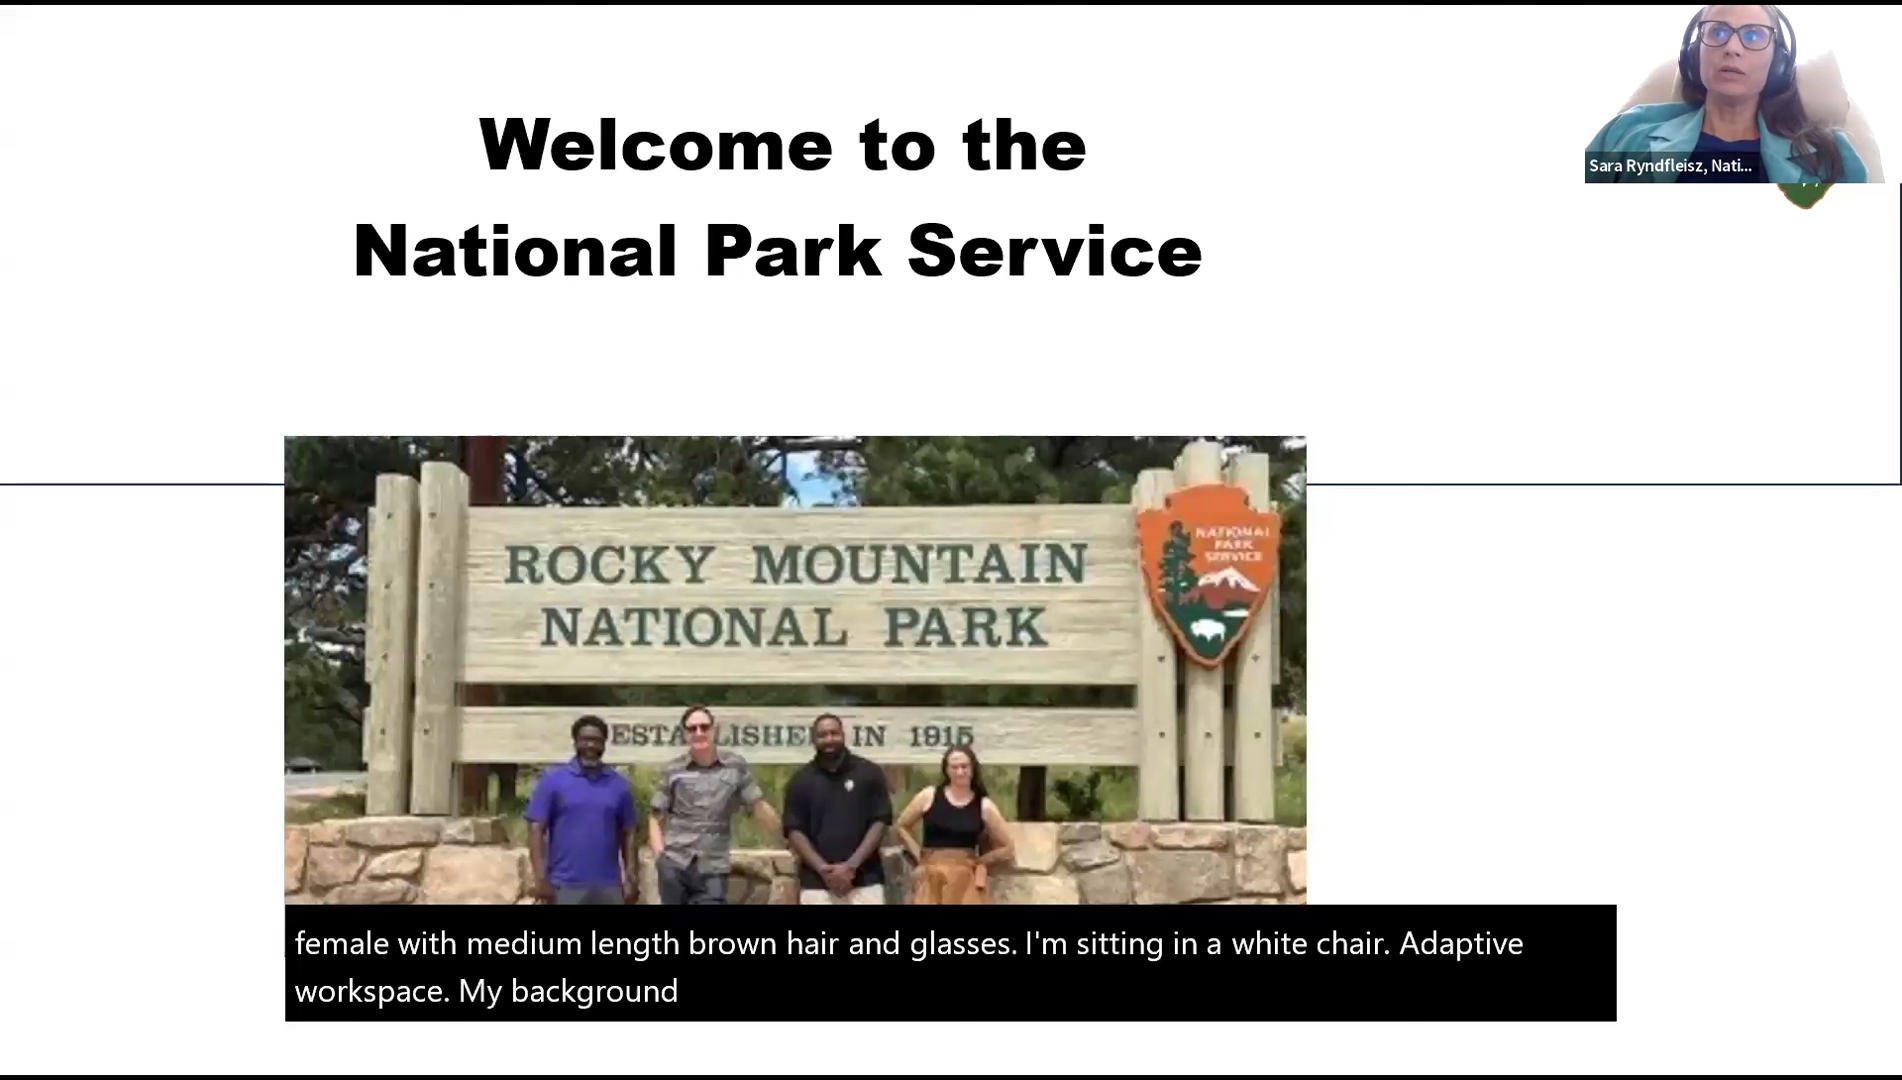 Welcome to the
National Park Service
Sara Ryndfleisz, Nati...
ROCKY MOUNTAIN
NATIONAL PARK
NATIONAL
PARK
SERVICE
ESTABLISHED IN 1915
female with medium length brown hair and glasses. I'm sitting in a white chair. Adaptive
workspace. My background